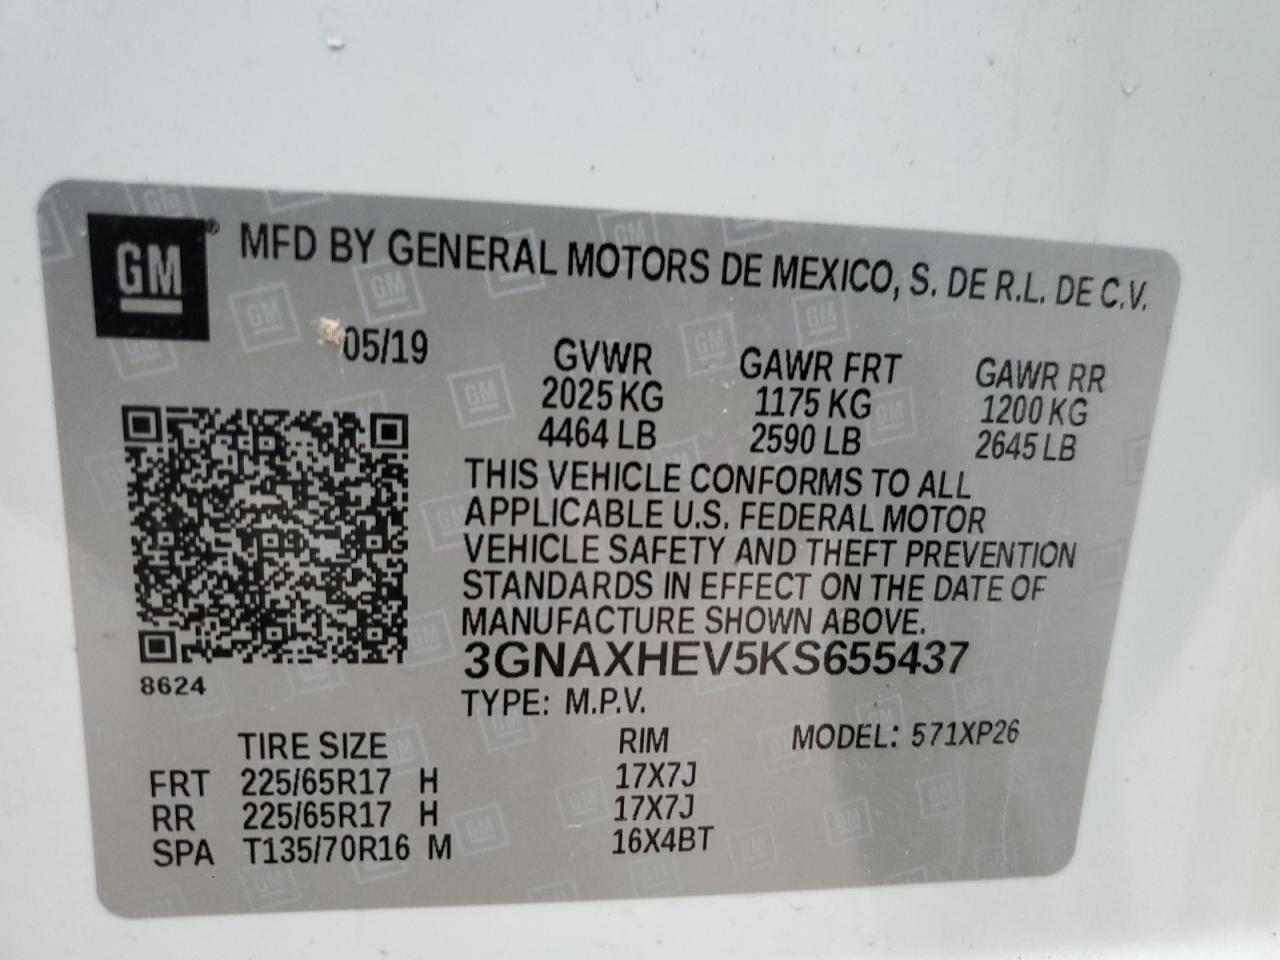 GM ® MFD BY GENERAL MOTORS DE MEXICO, S. DE R.L. DE C.V.
05/19
GVWR GAWR FRT GAWR RR
2025 KG 1175 KG 1200 KG
4464 LB 2590 LB 2645 LB
THIS VEHICLE CONFORMS TO ALL
APPLICABLE U.S. FEDERAL MOTOR
VEHICLE SAFETY AND THEFT PREVENTION
STANDARDS IN EFFECT ON THE DATE OF
MANUFACTURE SHOWN ABOVE.
3GNAXHEV5KS655437
8624
TYPE: M.P.V.
MODEL: 571XP26
TIRE SIZE RIM
FRT 225/65R17 H 17X7J
RR 225/65R17 H 17X7J
SPA T135/70R16 M 16X4BT